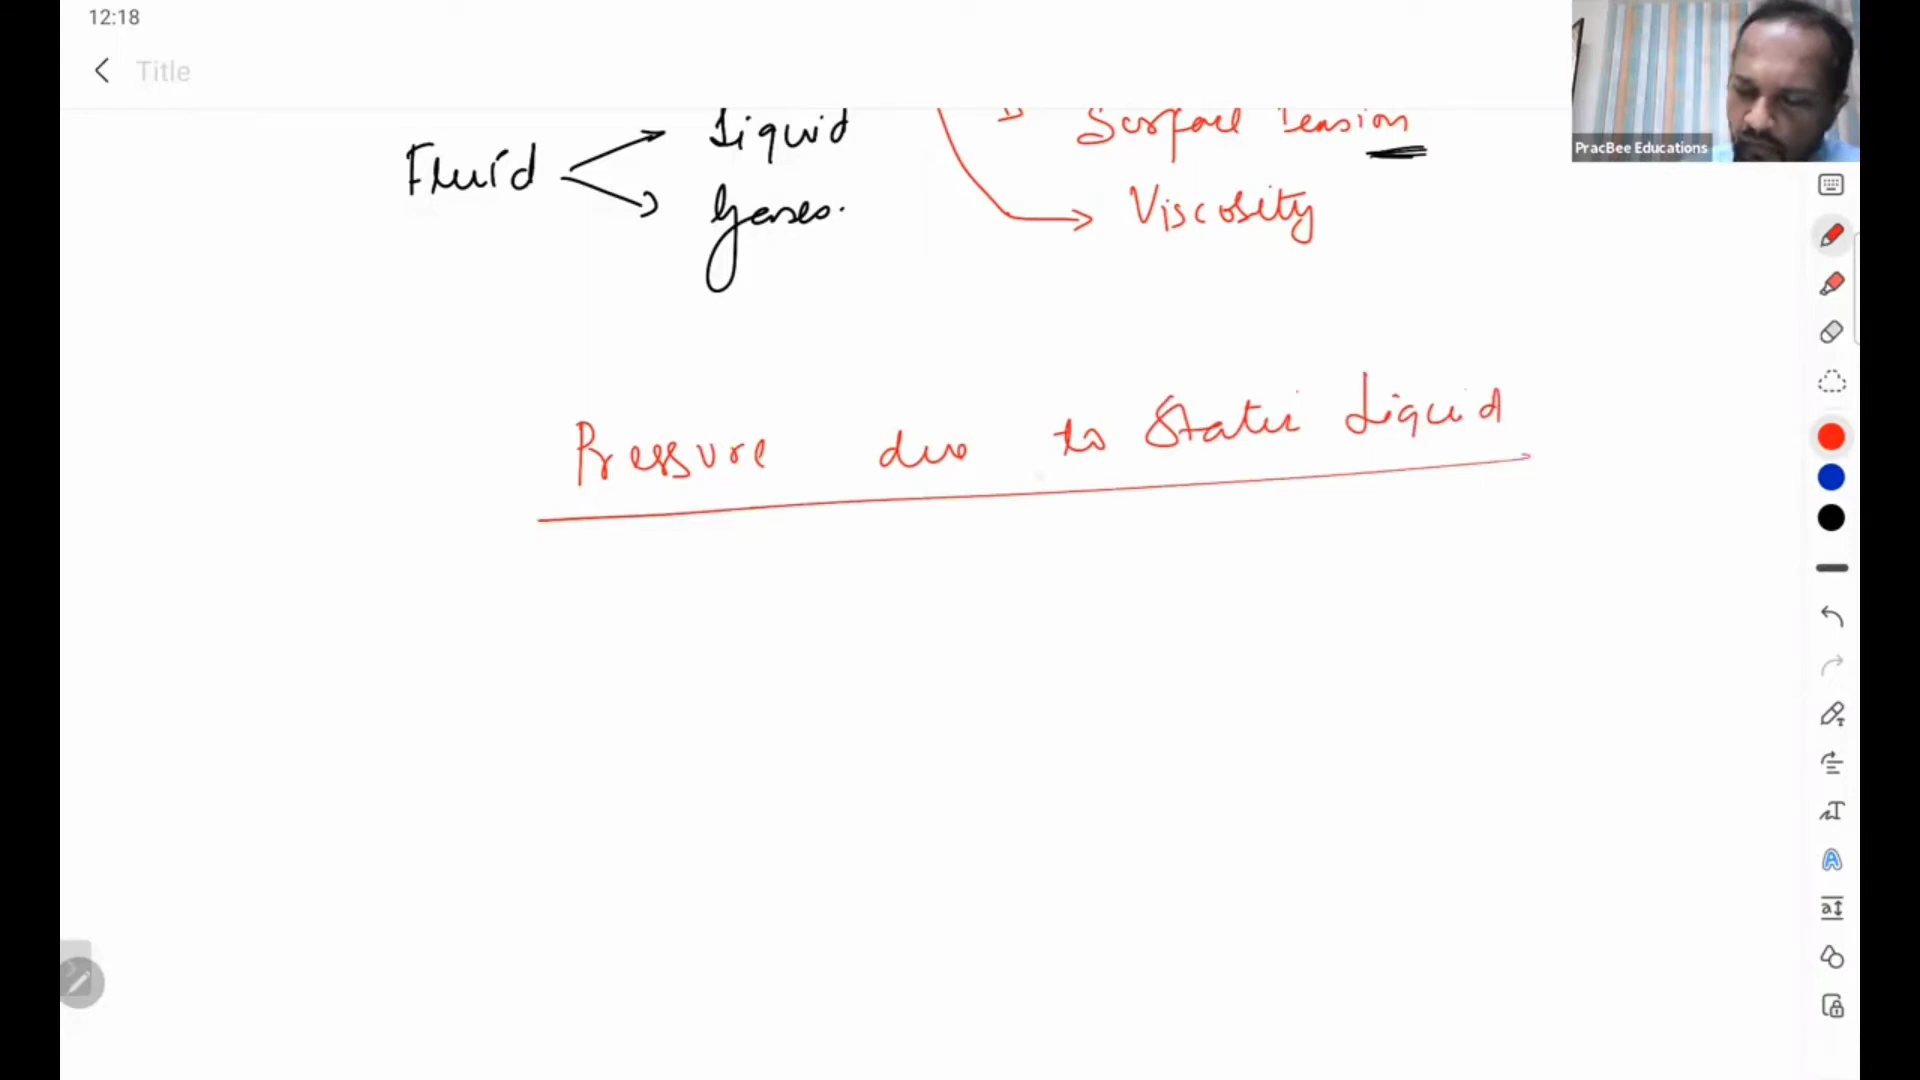 12:18
Title
PracBee Educations
Surface Tension
Fluid
Liquid
Gases.
Viscosity
Pressure due to Static Liquid